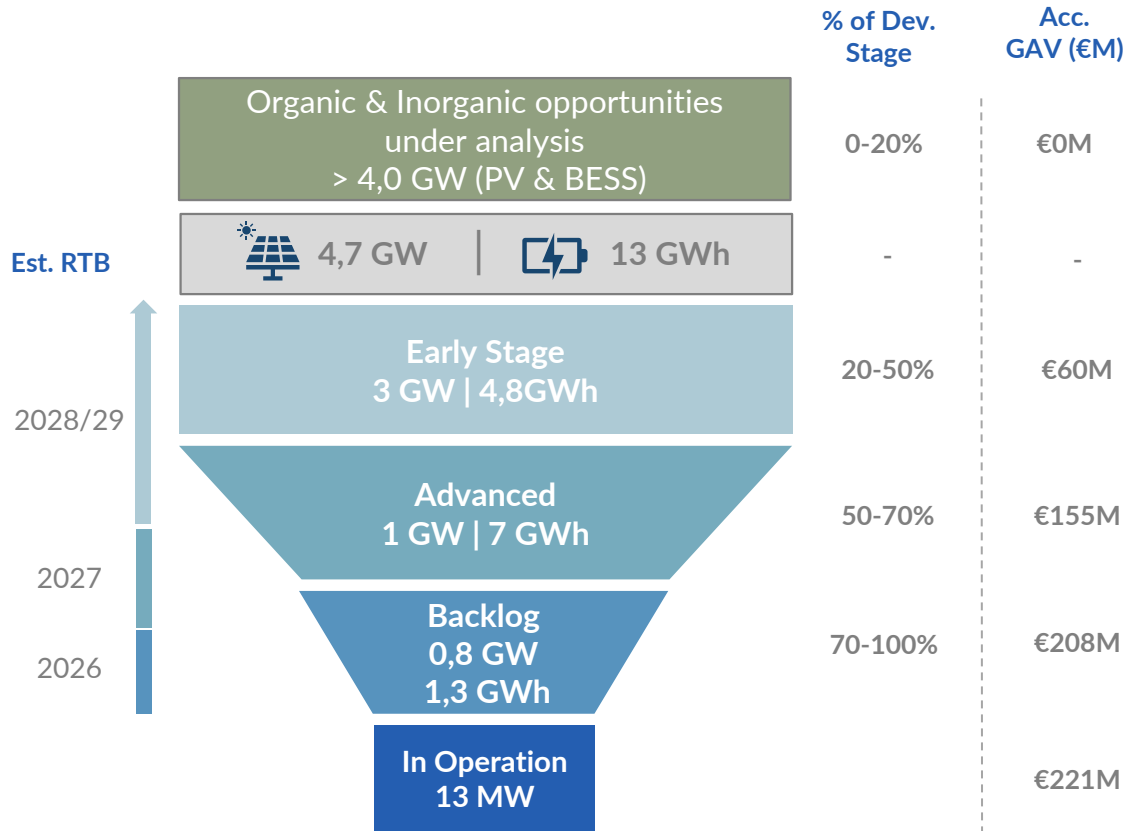 % of Dev.
Stage
Acc.
GAV (€M)
Organic & Inorganic opportunities
under analysis
> 4,0 GW (PV & BESS)
0-20%
€0M
Est. RTB
4,7 GW | 13 GWh
-
-
Early Stage
3 GW | 4,8GWh
20-50%
€60M
2028/29
Advanced
1 GW | 7 GWh
50-70%
€155M
2027
Backlog
0,8 GW
1,3 GWh
70-100%
€208M
2026
In Operation
13 MW
€221M